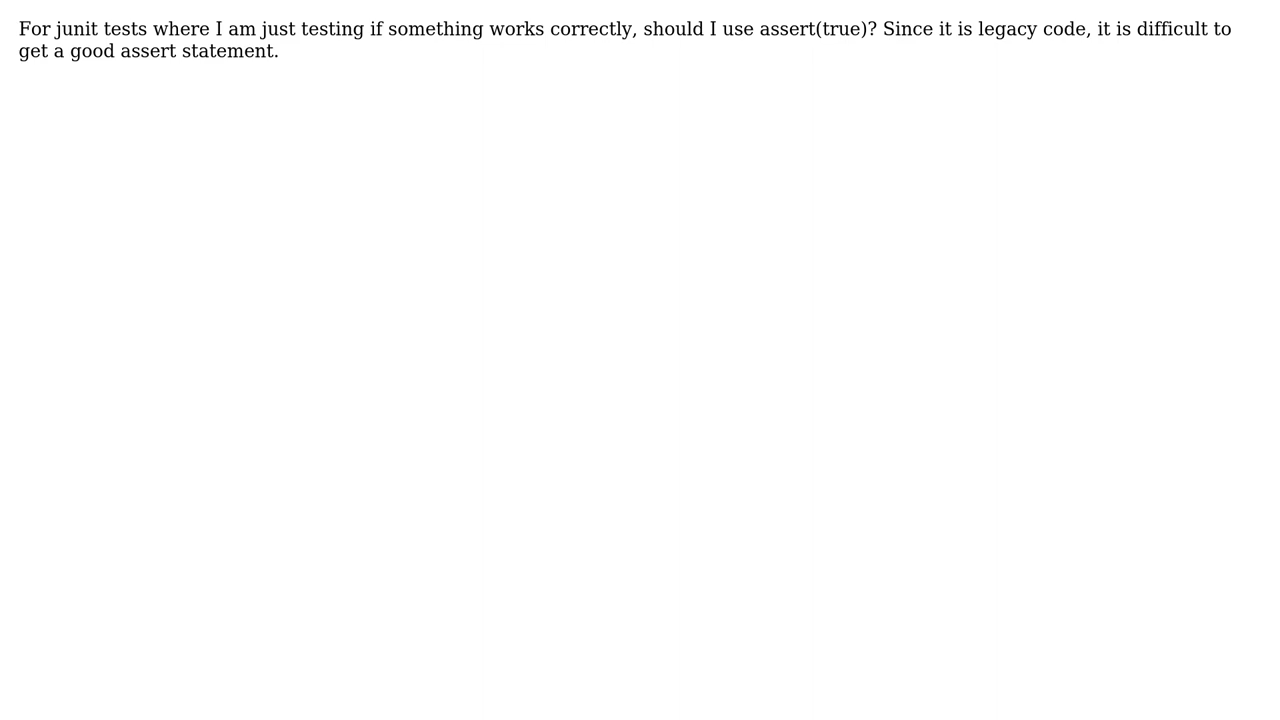 For junit tests where I am just testing if something works correctly, should I use assert(true)? Since it is legacy code, it is difficult to
get a good assert statement.